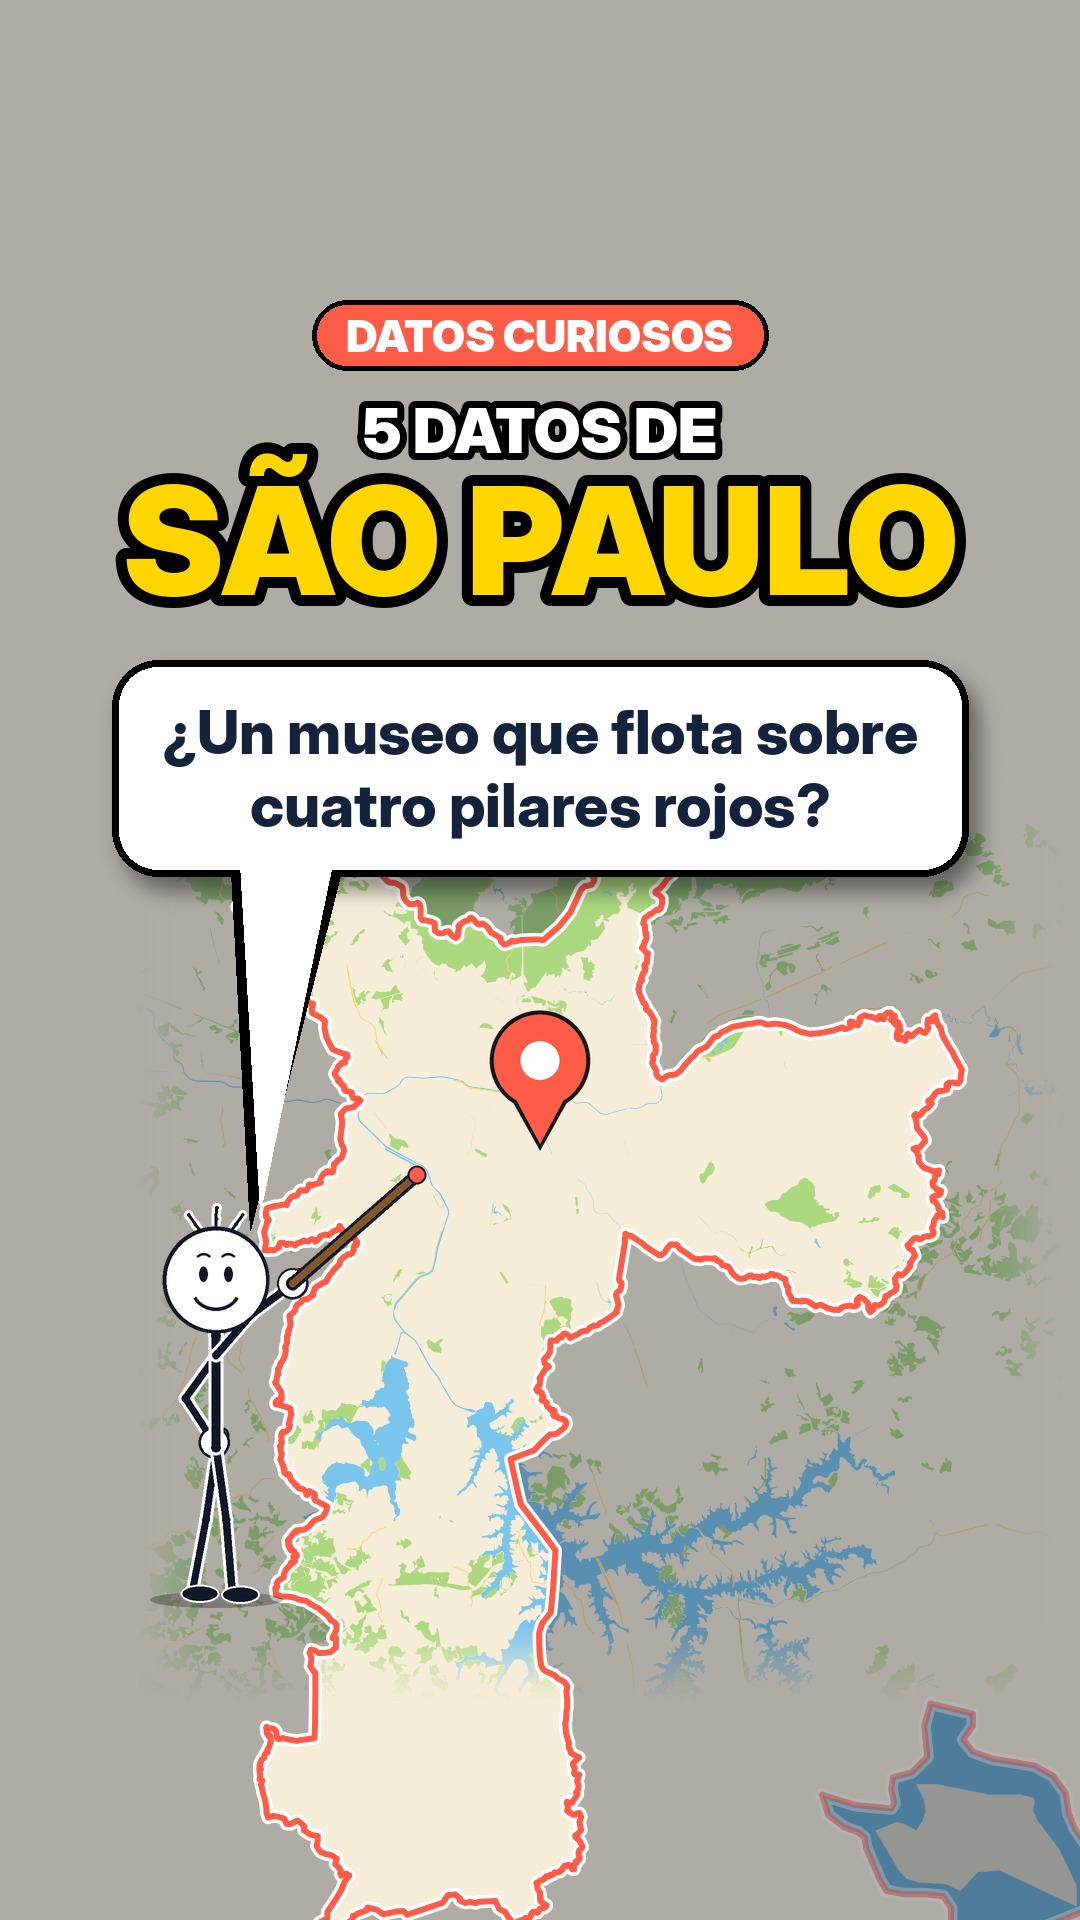 DATOS CURIOSOS
5 DATOS DE
SÃO PAULO
¿Un museo que flota sobre
cuatro pilares rojos?